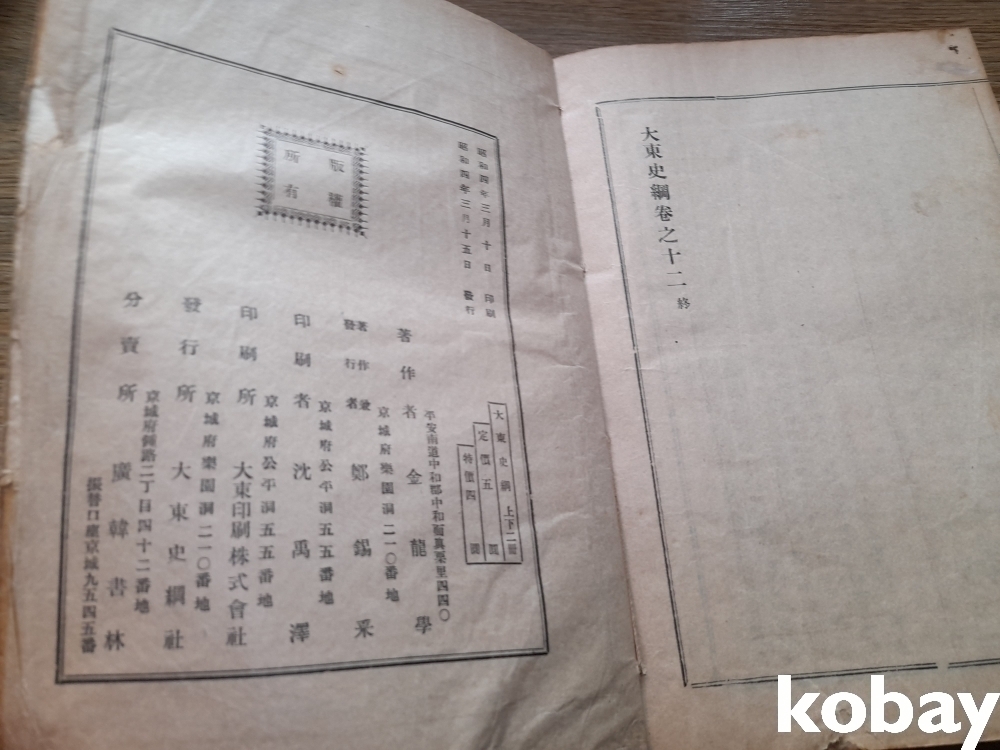 大東史綱卷之十二 終
昭和四年三月十日 印刷
昭和四年三月十五日 發行
版權
所有
大東史綱 上下二冊
定價五圓
特價四圓
平安南道中和郡中和面眞栗里四四〇
著作者 金龍學
京城府樂園洞二一〇番地
著作兼
發行者 鄭錫采
京城府公平洞五五番地
印刷者 沈禹澤
京城府公平洞五五番地
印刷所 大東印刷株式會社
京城府樂園洞二一〇番地
發行所 大東史綱社
京城府鍾路二丁目四十二番地
分賣所 廣韓書林
振替口座京城九五四五番
kobay